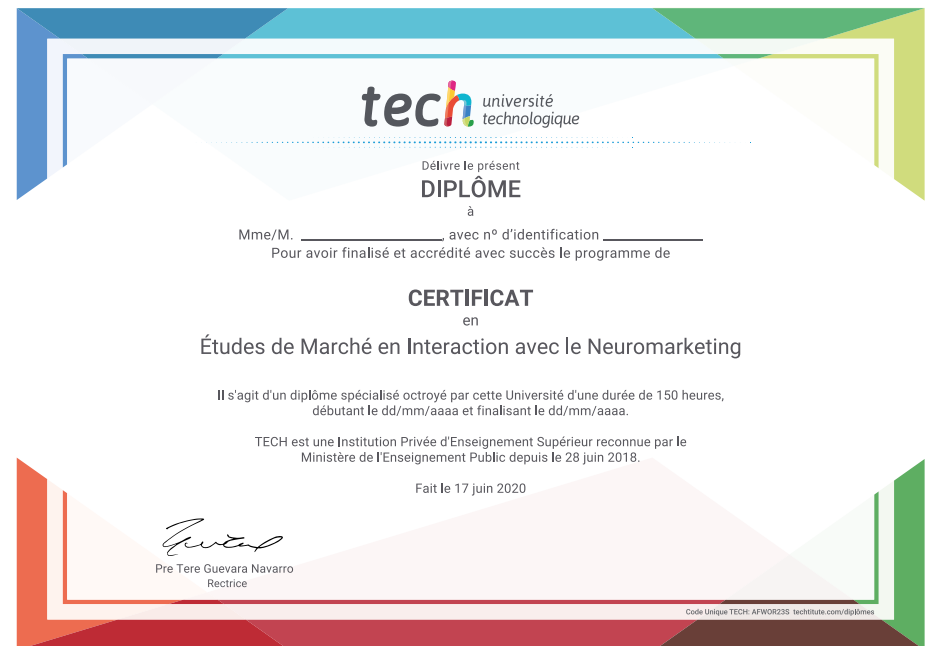 tech université
technologique
Délivre le présent
DIPLÔME
à
Mme/M. ____________________, avec nº d'identification ______________
Pour avoir finalisé et accrédité avec succès le programme de
CERTIFICAT
en
Études de Marché en Interaction avec le Neuromarketing
Il s'agit d'un diplôme spécialisé octroyé par cette Université d'une durée de 150 heures,
débutant le dd/mm/aaaa et finalisant le dd/mm/aaaa.
TECH est une Institution Privée d'Enseignement Supérieur reconnue par le
Ministère de l'Enseignement Public depuis le 28 juin 2018.
Fait le 17 juin 2020
Pre Tere Guevara Navarro
Rectrice
Code Unique TECH: AFWOR23S techtitute.com/diplômes